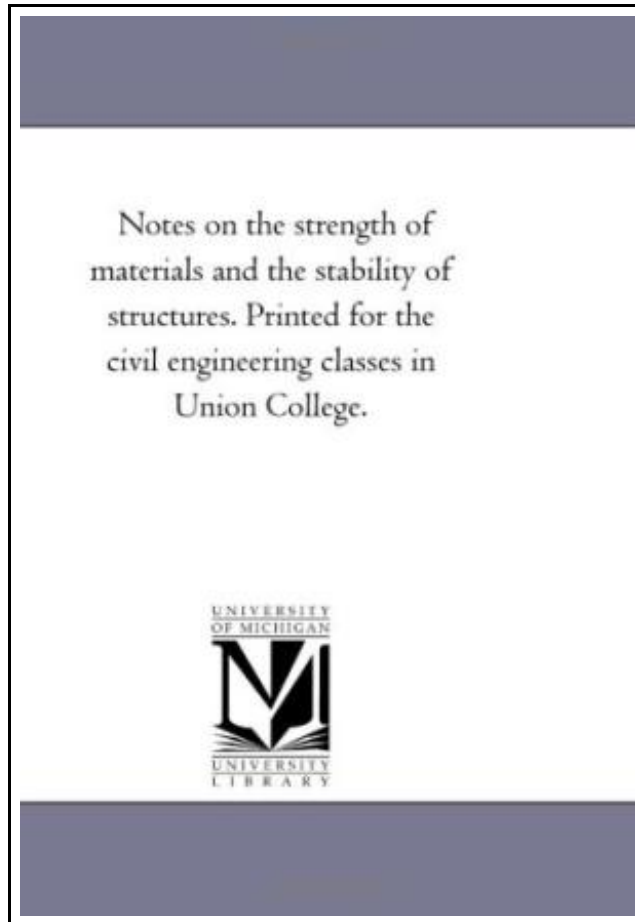 Notes on the strength of
materials and the stability of
structures. Printed for the
civil engineering classes in
Union College.
UNIVERSITY
OF MICHIGAN
UNIVERSITY
LIBRARY